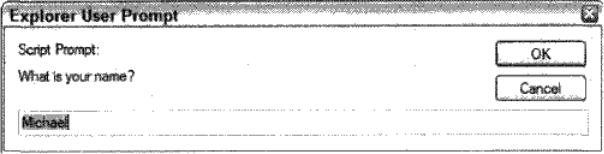 Explorer User Prompt
Script Prompt:
OK
What is your name?
Cancel
Michael